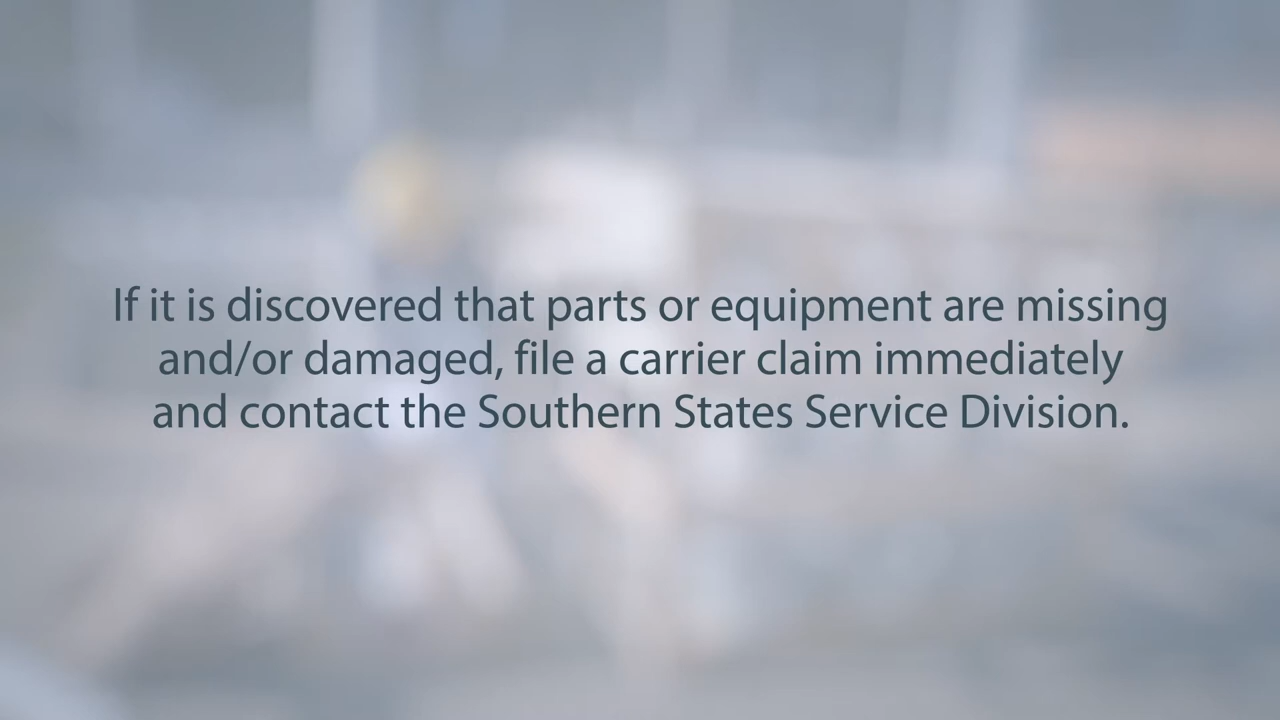 If it is discovered that parts or equipment are missing
and/or damaged, file a carrier claim immediately
and contact the Southern States Service Division.